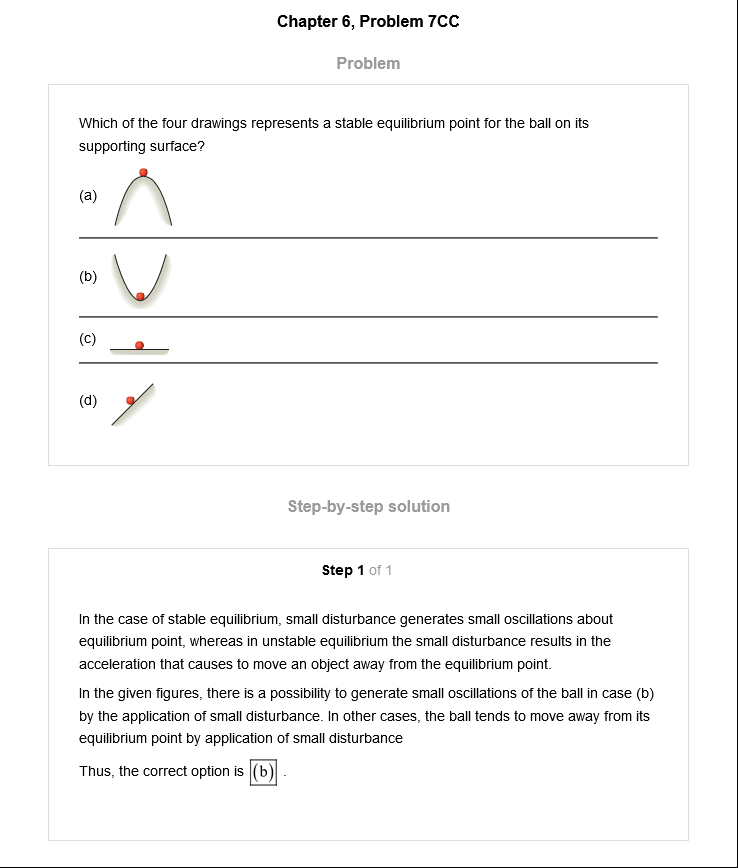 Chapter 6, Problem 7CC
Problem
Which of the four drawings represents a stable equilibrium point for the ball on its
supporting surface?
(a)
(b)
(c)
(d)
Step-by-step solution
Step 1 of 1
In the case of stable equilibrium, small disturbance generates small oscillations about
equilibrium point, whereas in unstable equilibrium the small disturbance results in the
acceleration that causes to move an object away from the equilibrium point.
In the given figures, there is a possibility to generate small oscillations of the ball in case (b)
by the application of small disturbance. In other cases, the ball tends to move away from its
equilibrium point by application of small disturbance
Thus, the correct option is (b) .